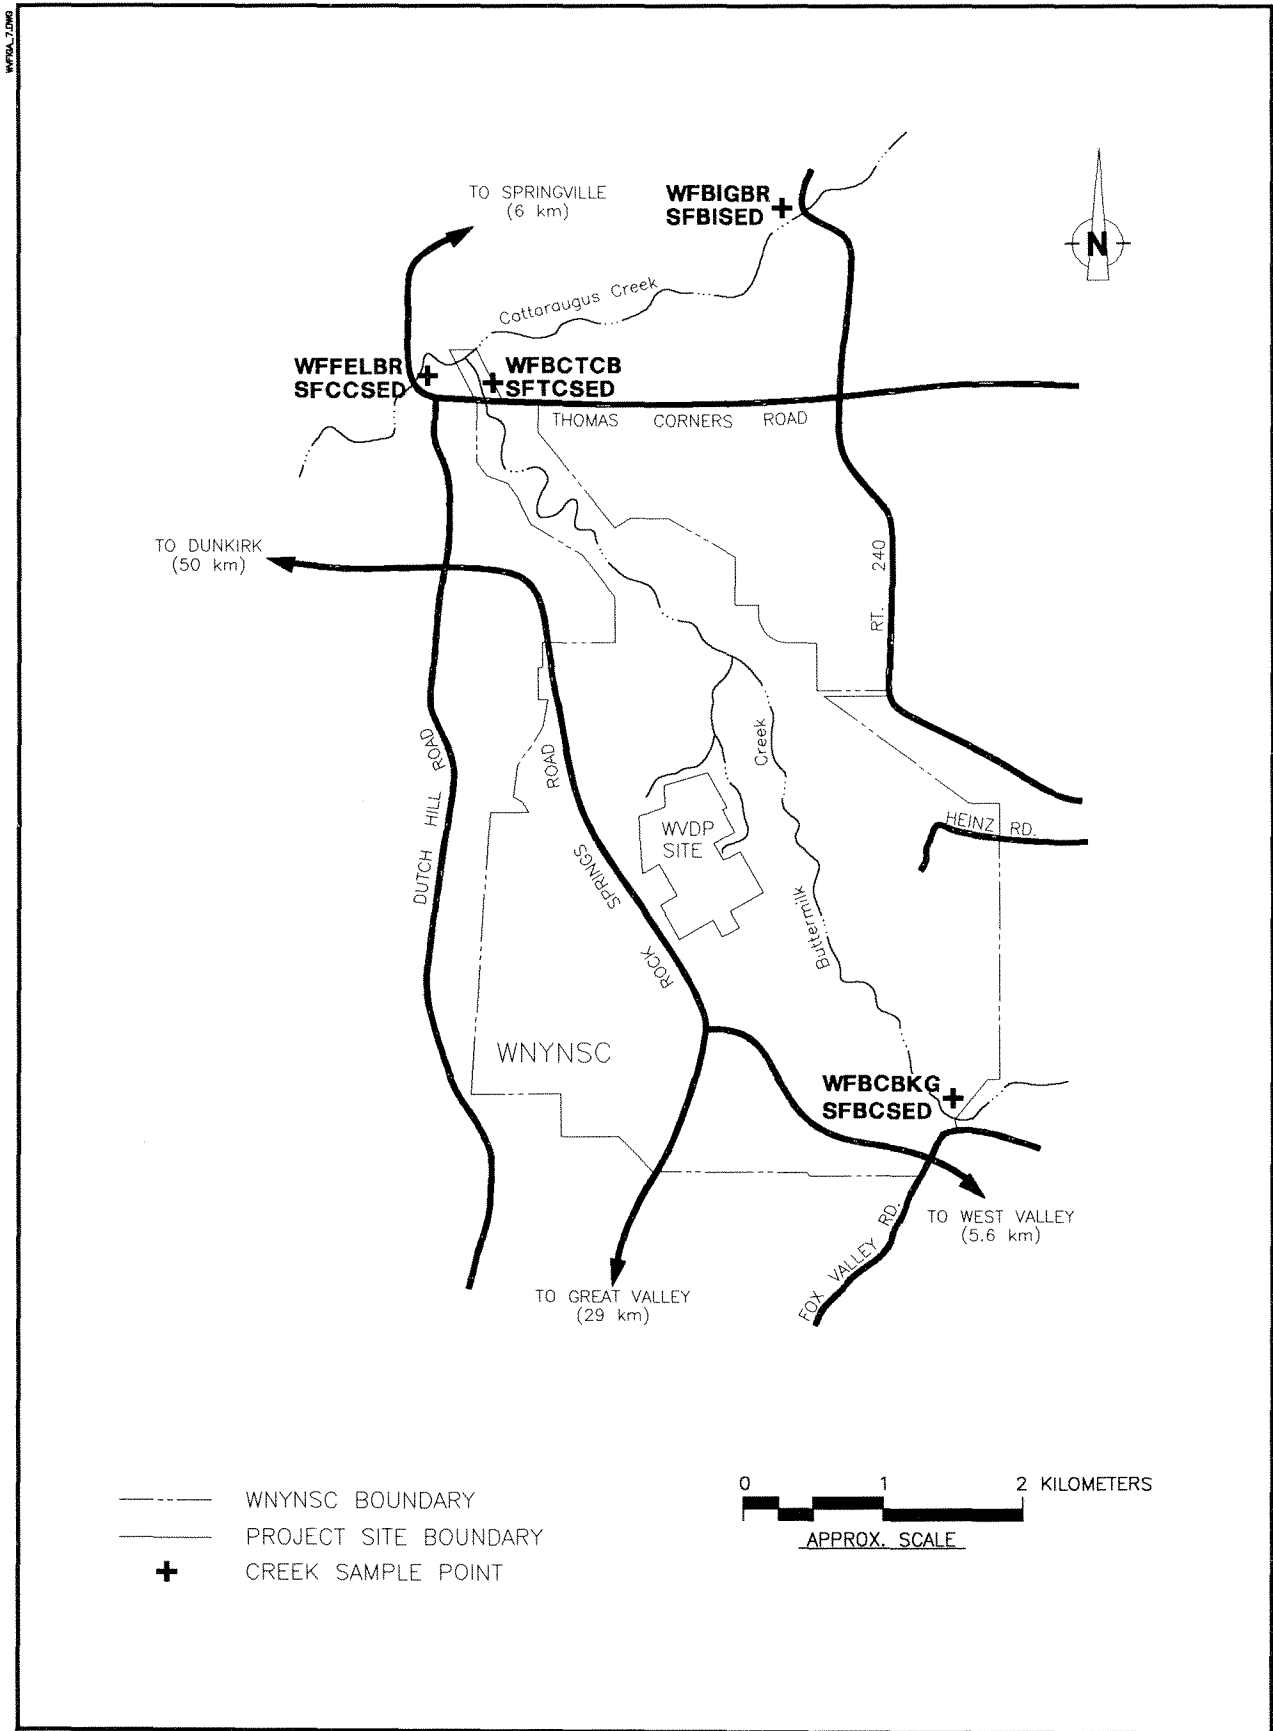 TO SPRINGVILLE
(6 km)
WFBIGBR
SFBISED
N
Cattaraugus Creek
WFFELBR
SFCCSED
WFBCTCB
SFTCSED
THOMAS CORNERS ROAD
TO DUNKIRK
(50 km)
RT. 240
DUTCH HILL ROAD
ROCK SPRINGS ROAD
WVDP
SITE
Buttermilk Creek
HEINZ RD.
WNYNSC
WFBCBKG
SFBCSED
TO WEST VALLEY
(5.6 km)
FOX VALLEY RD.
TO GREAT VALLEY
(29 km)
WNYNSC BOUNDARY
PROJECT SITE BOUNDARY
CREEK SAMPLE POINT
0 1 2 KILOMETERS
APPROX. SCALE